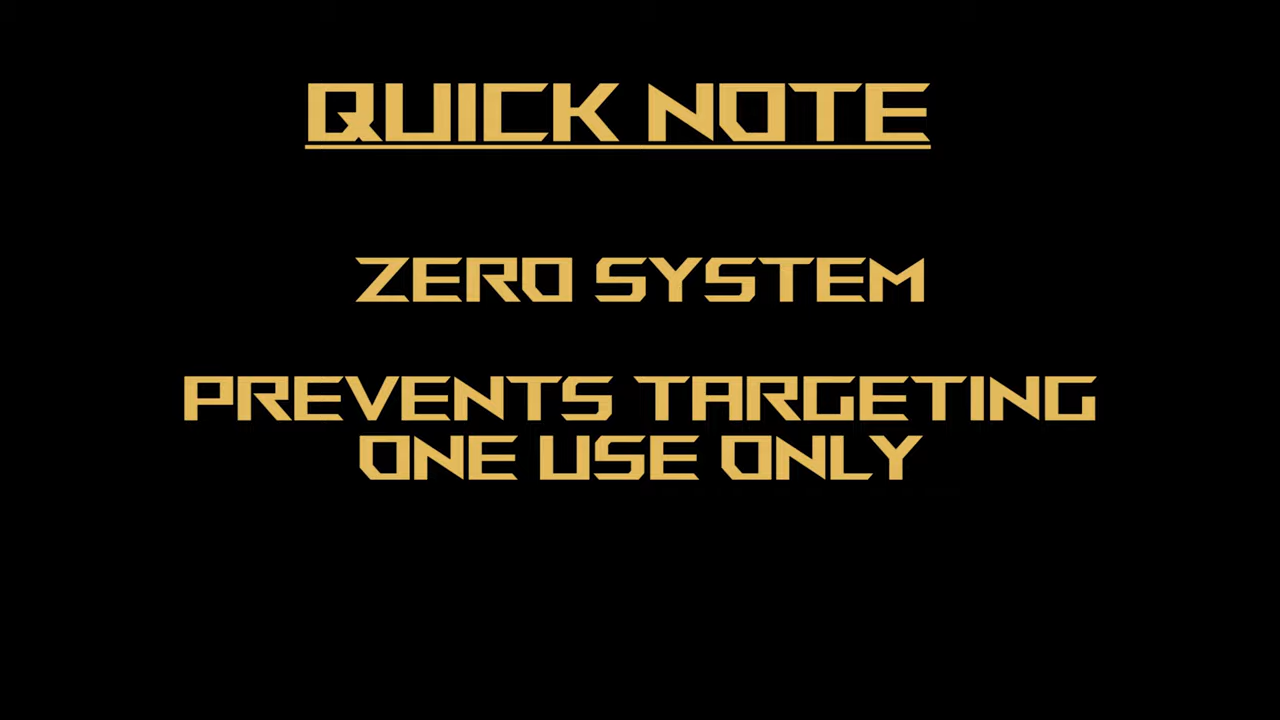 QUICK NOTE
ZERO SYSTEM
PREVENTS TARGETING
ONE USE ONLY